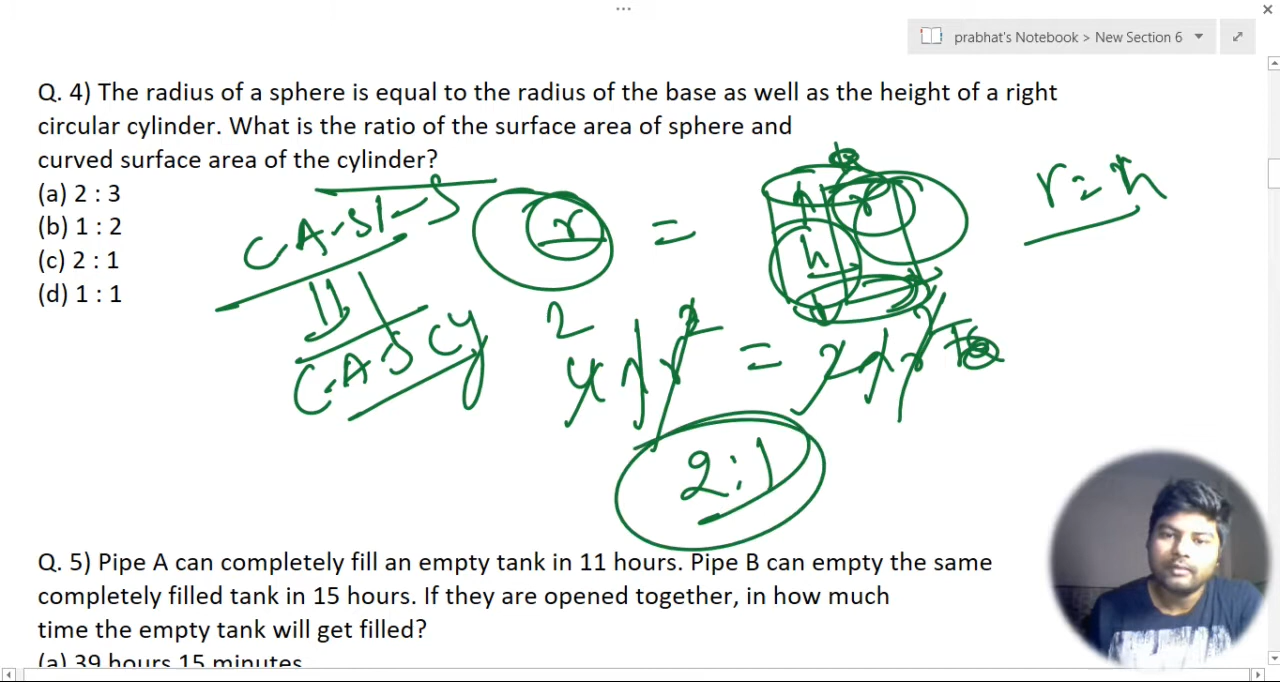 prabhat's Notebook > New Section 6
Q. 4) The radius of a sphere is equal to the radius of the base as well as the height of a right
circular cylinder. What is the ratio of the surface area of sphere and
curved surface area of the cylinder?
(a) 2 : 3
(b) 1 : 2
(c) 2 : 1
(d) 1 : 1
r = h
r =
h
2
4πr² = 2πr
2:1
Q. 5) Pipe A can completely fill an empty tank in 11 hours. Pipe B can empty the same
completely filled tank in 15 hours. If they are opened together, in how much
time the empty tank will get filled?
(a) 39 hours 15 minutes